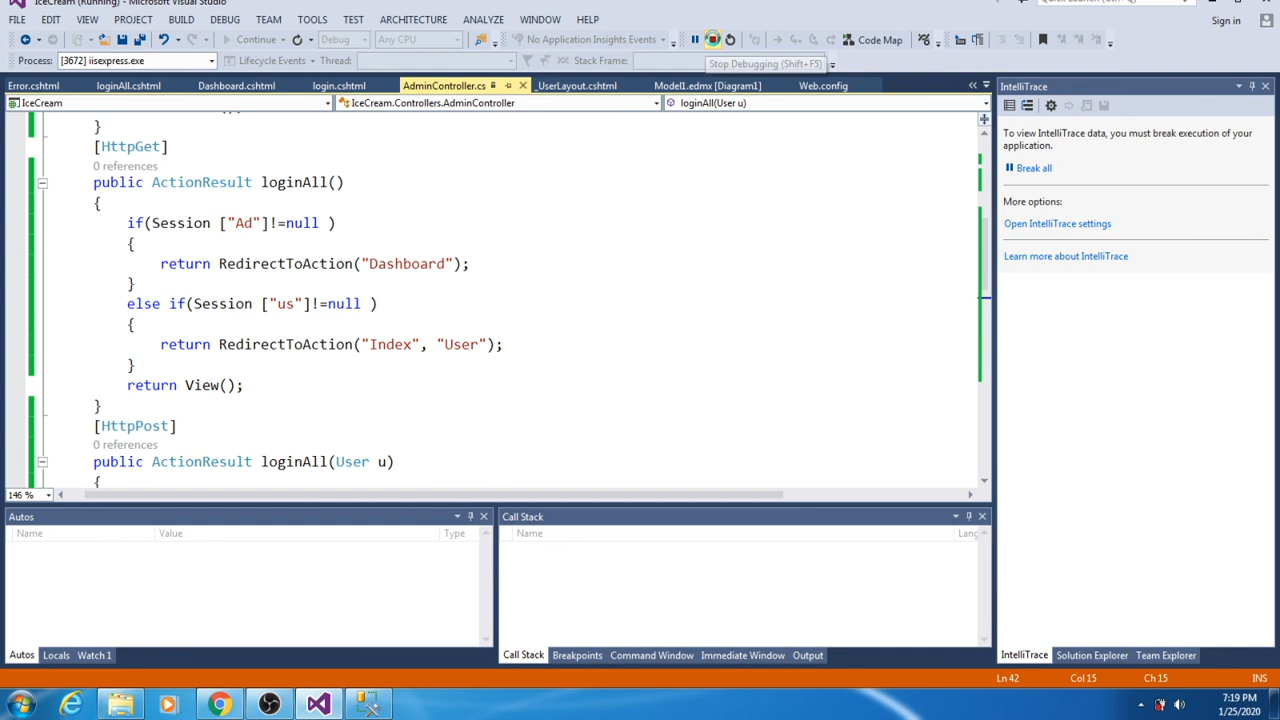 IceCream (Running) - Microsoft Visual Studio
Quick Launch (Ctrl+Q)
FILE EDIT VIEW PROJECT BUILD DEBUG TEAM TOOLS TEST ARCHITECTURE ANALYZE WINDOW HELP Sign in
Continue Debug Any CPU No Application Insights Events Code Map
Process: [3672] iisexpress.exe Lifecycle Events Thread: Stack Frame:
Stop Debugging (Shift+F5)
Error.cshtml loginAll.cshtml Dashboard.cshtml login.cshtml AdminController.cs _UserLayout.cshtml Model1.edmx [Diagram1] Web.config
IceCream IceCream.Controllers.AdminController loginAll(User u)
}
[HttpGet]
0 references
public ActionResult loginAll()
{
if(Session ["Ad"]!=null )
{
return RedirectToAction("Dashboard");
}
else if(Session ["us"]!=null )
{
return RedirectToAction("Index", "User");
}
return View();
}
[HttpPost]
0 references
public ActionResult loginAll(User u)
{
146 %
IntelliTrace
To view IntelliTrace data, you must break execution of your
application.
Break all
More options:
Open IntelliTrace settings
Learn more about IntelliTrace
Autos
Name Value Type
Call Stack
Name Lang
Autos Locals Watch 1
Call Stack Breakpoints Command Window Immediate Window Output
IntelliTrace Solution Explorer Team Explorer
Ln 42 Col 15 Ch 15 INS
7:19 PM
1/25/2020